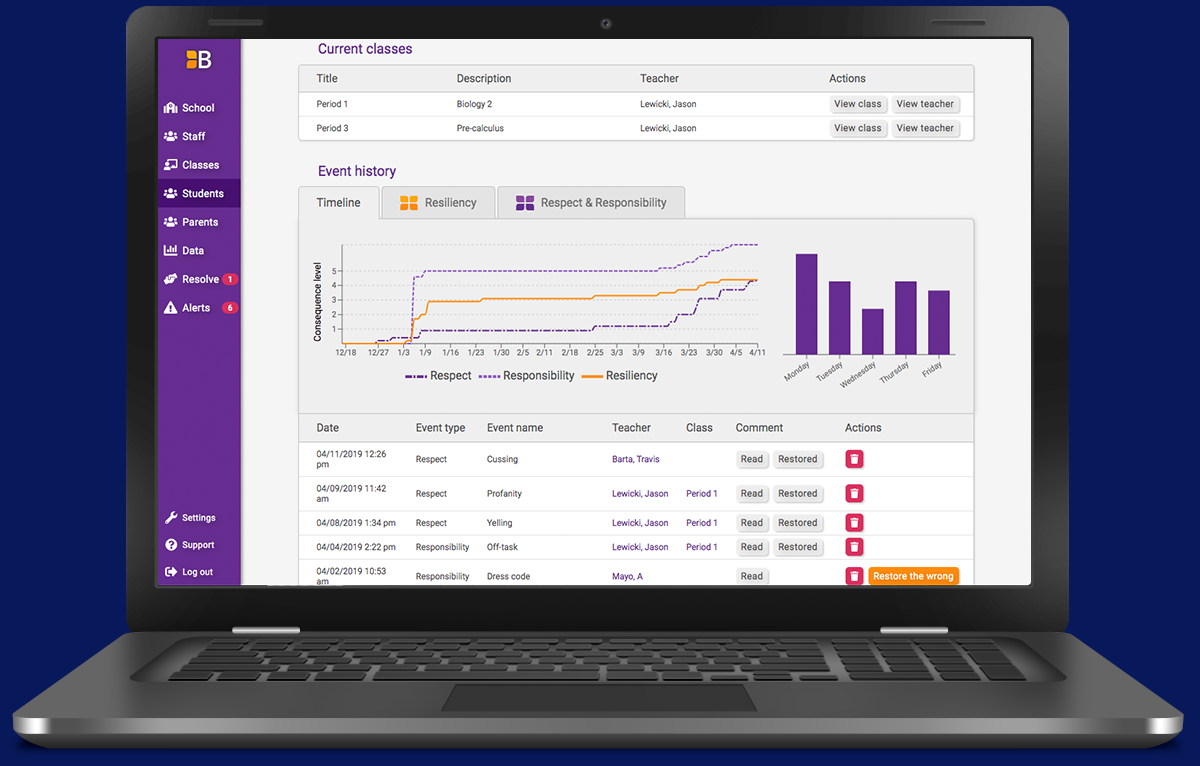 B
School
Staff
Classes
Students
Parents
Data
Resolve 1
Alerts 6
Settings
Support
Log out
Current classes
Title Description Teacher Actions
Period 1 Biology 2 Lewicki, Jason View class View teacher
Period 3 Pre-calculus Lewicki, Jason View class View teacher
Event history
Timeline Resiliency Respect & Responsibility
Consequence level
5
4
3
2
1
12/18 12/27 1/3 1/9 1/16 1/23 1/30 2/5 2/11 2/18 2/25 3/3 3/9 3/16 3/23 3/30 4/5 4/11
Respect Responsibility Resiliency
Monday Tuesday Wednesday Thursday Friday
Date Event type Event name Teacher Class Comment Actions
04/11/2019 12:26
pm Respect Cussing Barta, Travis Read Restored
04/09/2019 11:42
am Respect Profanity Lewicki, Jason Period 1 Read Restored
04/08/2019 1:34 pm Respect Yelling Lewicki, Jason Period 1 Read Restored
04/04/2019 2:22 pm Responsibility Off-task Lewicki, Jason Period 1 Read Restored
04/02/2019 10:53
am Responsibility Dress code Mayo, A Read Restore the wrong